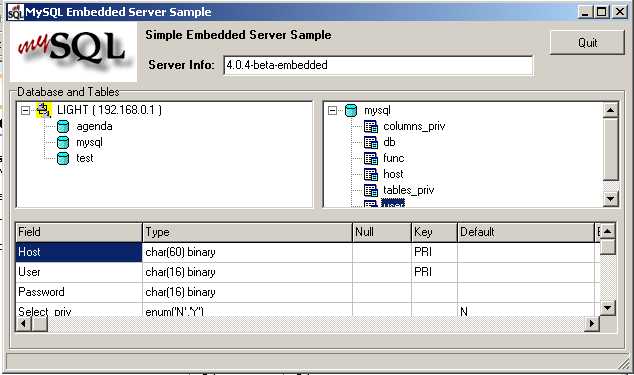 MySQL Embedded Server Sample
mySQL
Simple Embedded Server Sample
Quit
Server Info: 4.0.4-beta-embedded
Database and Tables
LIGHT ( 192.168.0.1 )
agenda
mysql
test
mysql
columns_priv
db
func
host
tables_priv
user
Field Type Null Key Default
Host char(60) binary PRI
User char(16) binary PRI
Password char(16) binary
Select_priv enum('N','Y') N